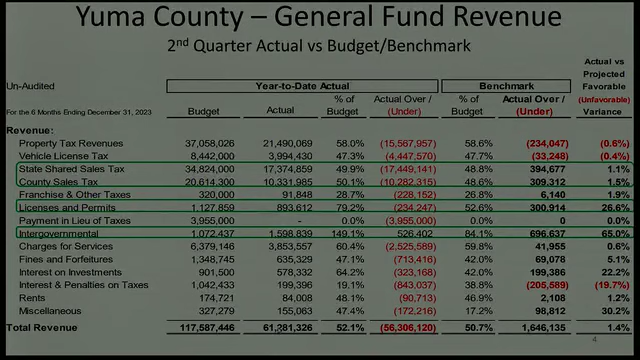 Yuma County – General Fund Revenue
2nd Quarter Actual vs Budget/Benchmark
Actual vs
Projected
Un-Audited Year-to-Date Actual Benchmark Favorable
% of Actual Over / % of Actual Over / (Unfavorable)
For the 6 Months Ending December 31, 2023 Budget Actual Budget (Under) Budget (Under) Variance
Revenue:
Property Tax Revenues 37,058,026 21,490,069 58.0% (15,567,957) 58.6% (234,047) (0.6%)
Vehicle License Tax 8,442,000 3,994,430 47.3% (4,447,570) 47.7% (33,248) (0.4%)
State Shared Sales Tax 34,824,000 17,374,859 49.9% (17,449,141) 48.8% 394,677 1.1%
County Sales Tax 20,614,300 10,331,985 50.1% (10,282,315) 48.6% 309,312 1.5%
Franchise & Other Taxes 320,000 91,848 28.7% (228,152) 26.8% 6,140 1.9%
Licenses and Permits 1,127,859 893,612 79.2% (234,247) 52.6% 300,914 26.6%
Payment in Lieu of Taxes 3,955,000 - 0.0% (3,955,000) 0.0% 0 0.0%
Intergovernmental 1,072,437 1,598,839 149.1% 526,402 84.1% 696,637 65.0%
Charges for Services 6,379,146 3,853,557 60.4% (2,525,589) 59.8% 41,955 0.6%
Fines and Forfeitures 1,348,745 635,329 47.1% (713,416) 42.0% 69,078 5.1%
Interest on Investments 901,500 578,332 64.2% (323,168) 42.0% 199,386 22.2%
Interest & Penalties on Taxes 1,042,433 199,396 19.1% (843,037) 38.8% (205,589) (19.7%)
Rents 174,721 84,008 48.1% (90,713) 46.9% 2,108 1.2%
Miscellaneous 327,279 155,063 47.4% (172,216) 17.2% 98,812 30.2%
Total Revenue 117,587,446 61,281,326 52.1% (56,306,120) 50.7% 1,646,135 1.4%
4